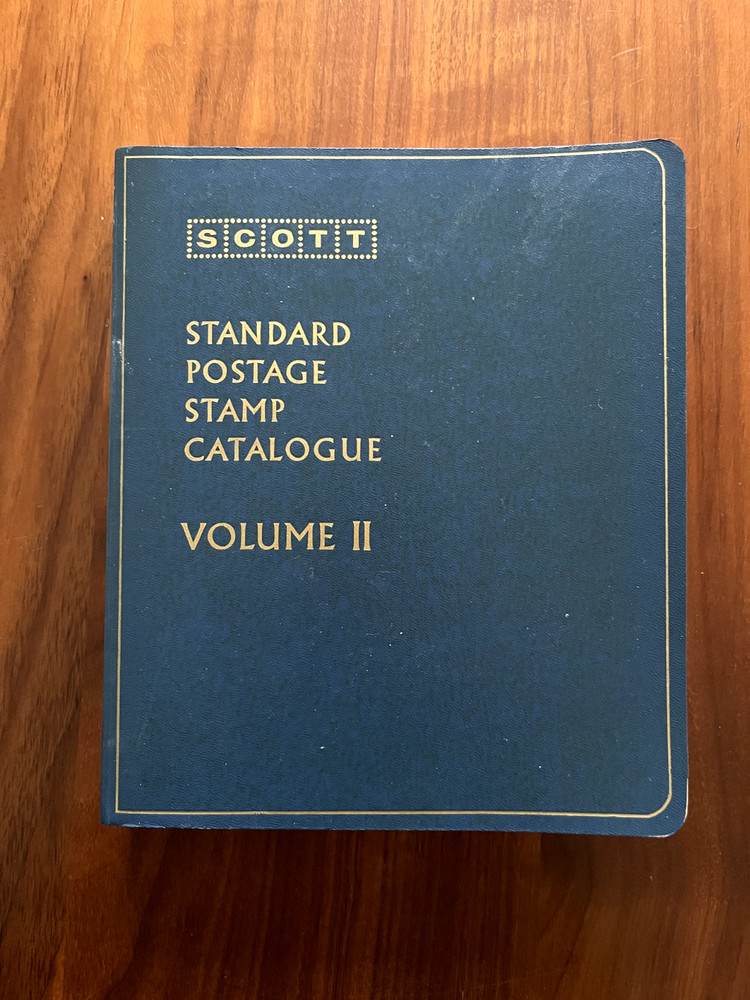 SCOTT
STANDARD
POSTAGE
STAMP
CATALOGUE
VOLUME II